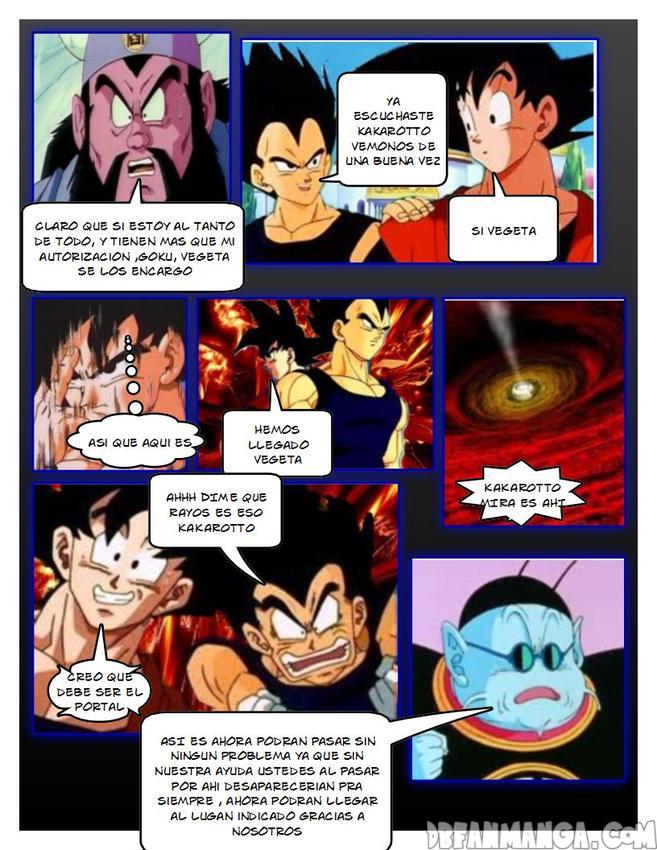 CLARO QUE SI ESTOY AL TANTO
DE TODO, Y TIENEN MAS QUE MI
AUTORIZACION ,GOKU, VEGETA
SE LOS ENCARGO
YA
ESCUCHASTE
KAKAROTTO
VEMONOS DE
UNA BUENA VEZ
SI VEGETA
ASI QUE AQUI ES
HEMOS
LLEGADO
VEGETA
KAKAROTTO
MIRA ES AHI
AHHH DIME QUE
RAYOS ES ESO
KAKAROTTO
CREO QUE
DEBE SER EL
PORTAL
ASI ES AHORA PODRAN PASAR SIN
NINGUN PROBLEMA YA QUE SIN
NUESTRA AYUDA USTEDES AL PASAR
POR AHI DESAPARECERIAN PRA
SIEMPRE , AHORA PODRAN LLEGAR
AL LUGAN INDICADO GRACIAS A
NOSOTROS
DBFANMANGA.COM